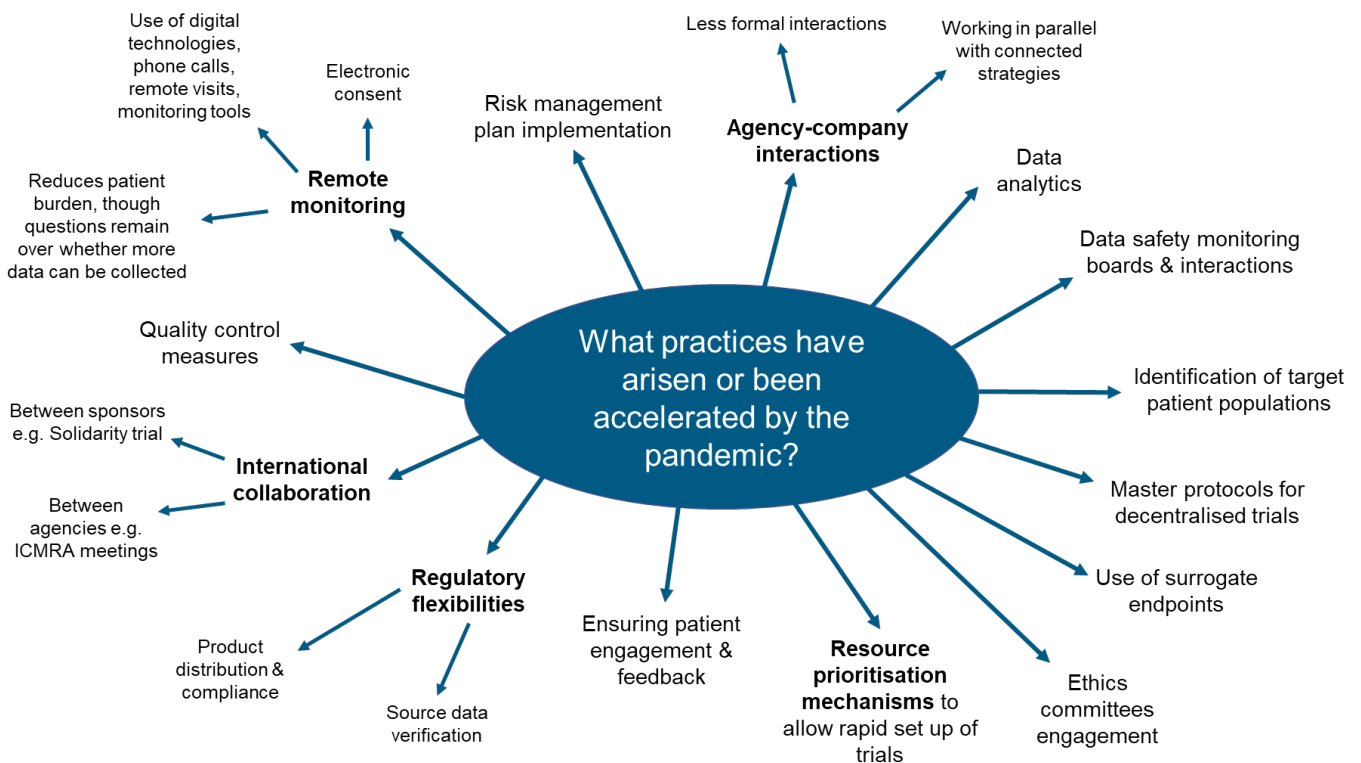 Use of digital
technologies,
phone calls,
remote visits,
monitoring tools
Electronic
consent
Reduces patient
burden, though
questions remain
over whether more
data can be collected
Remote
monitoring
Risk management
plan implementation
Less formal interactions
Working in parallel
with connected
strategies
Agency-company
interactions
Data
analytics
Data safety monitoring
boards & interactions
Identification of target
patient populations
Master protocols for
decentralised trials
Use of surrogate
endpoints
Ethics
committees
engagement
Resource
prioritisation
mechanisms to
allow rapid set up of
trials
Ensuring patient
engagement &
feedback
Regulatory
flexibilities
Product
distribution &
compliance
Source data
verification
International
collaboration
Between sponsors
e.g. Solidarity trial
Between
agencies e.g.
ICMRA meetings
Quality control
measures
What practices have
arisen or been
accelerated by the
pandemic?